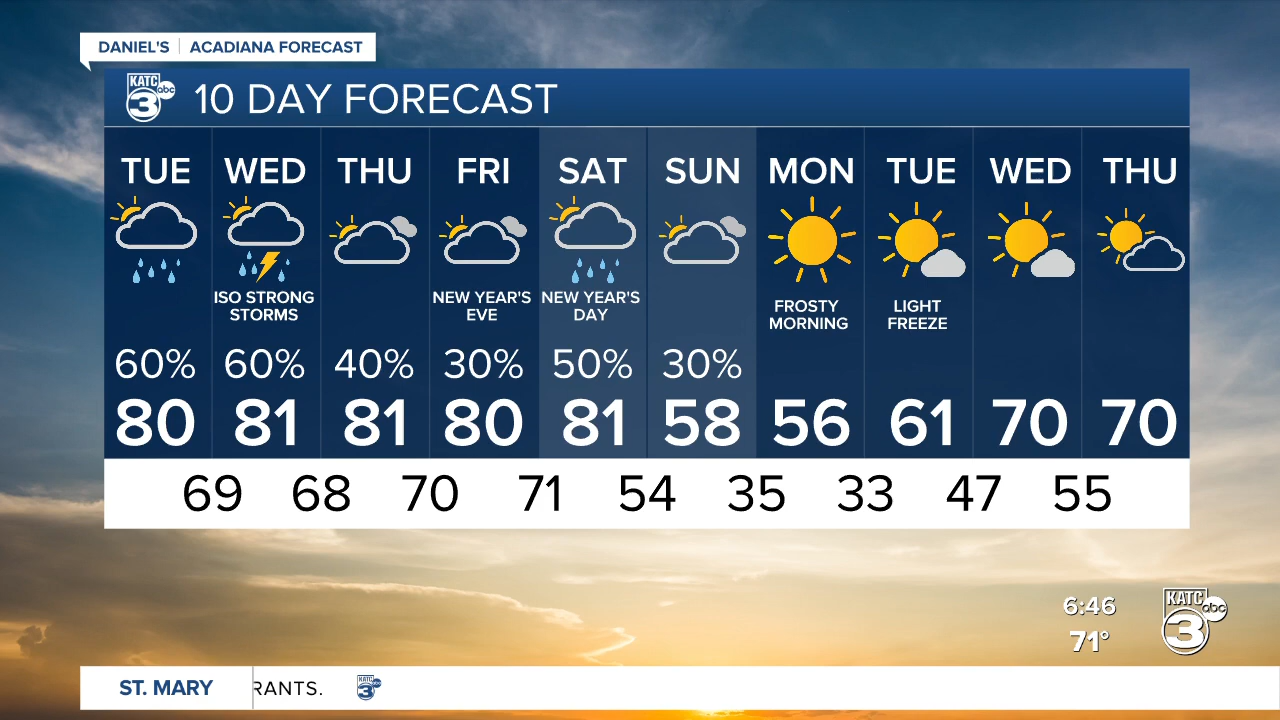 DANIEL'S | ACADIANA FORECAST
KATC abc 3 10 DAY FORECAST
TUE WED THU FRI SAT SUN MON TUE WED THU
ISO STRONG STORMS
NEW YEAR'S EVE
NEW YEAR'S DAY
FROSTY MORNING
LIGHT FREEZE
60% 60% 40% 30% 50% 30%
80 81 81 80 81 58 56 61 70 70
69 68 70 71 54 35 33 47 55
6:46
71°
KATC abc 3
ST. MARY RANTS. KATC abc 3